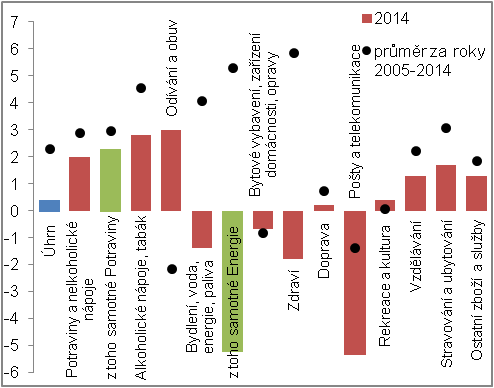 7
6
5
4
3
2
1
0
-1
-2
-3
-4
-5
-6
2014
průměr za roky
2005-2014
Úhrn
Potraviny a nelkoholické
nápoje
z toho samotné Potraviny
Alkoholické nápoje, tabák
Odívání a obuv
Bydlení, voda,
energie, paliva
z toho samotné Energie
Bytové vybavení, zařízení
domácnosti, opravy
Zdraví
Doprava
Pošty a telekomunikace
Rekreace a kultura
Vzdělávání
Stravování a ubytování
Ostatní zboží a služby